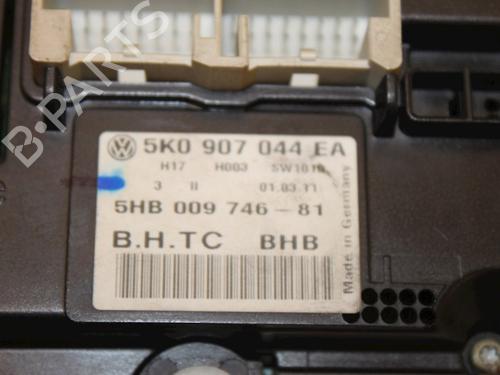 B-PARTS
5K0 907 044 EA
H17 H003 SW1010
3 II 01.03.11
5HB 009 746-81
B.H.TC BHB
Made in Germany